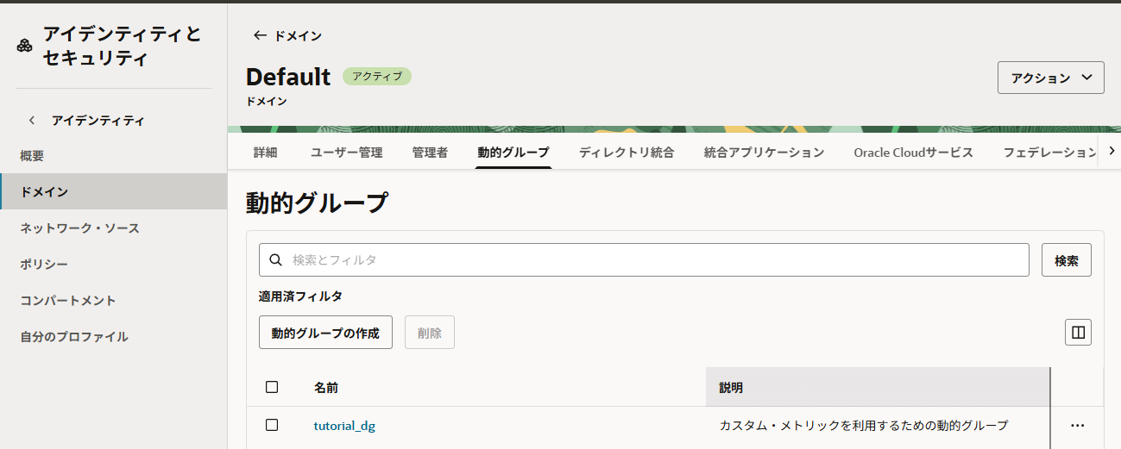 アイデンティティと
セキュリティ
アイデンティティ
概要
ドメイン
ネットワーク・ソース
ポリシー
コンパートメント
自分のプロファイル
ドメイン
Default
アクティブ
ドメイン
アクション
詳細
ユーザー管理
管理者
動的グループ
ディレクトリ統合
統合アプリケーション
Oracle Cloudサービス
フェデレーション
動的グループ
検索とフィルタ
検索
適用済フィルタ
動的グループの作成
削除
名前
説明
tutorial_dg
カスタム・メトリックを利用するための動的グループ